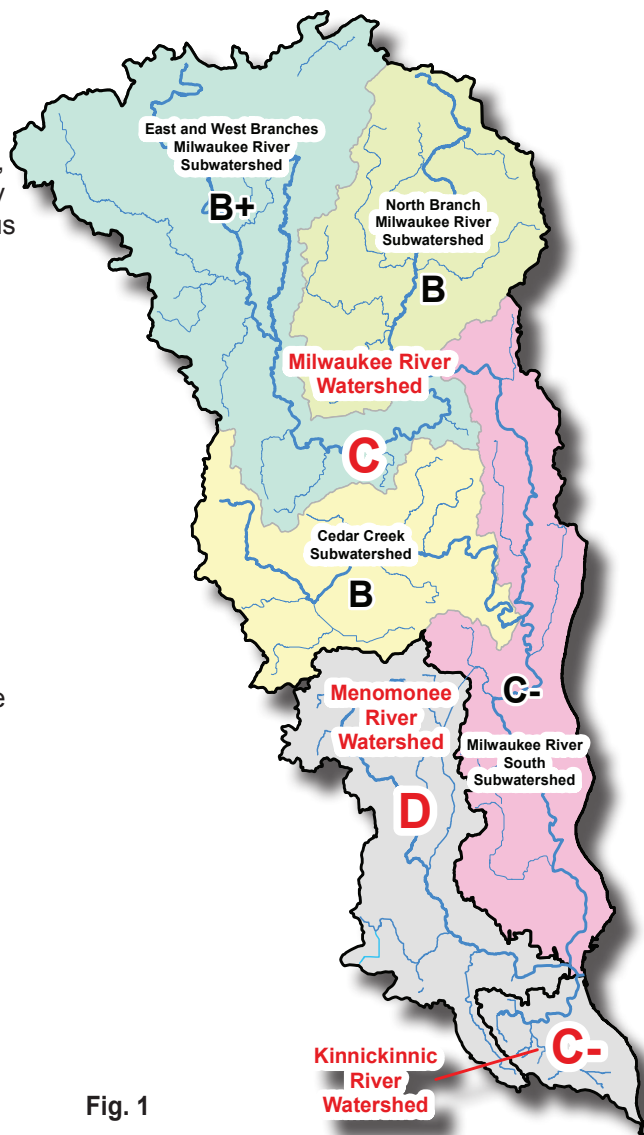 East and West Branches
Milwaukee River
Subwatershed
B+
,
y
us
North Branch
Milwaukee River
Subwatershed
B
Milwaukee River
Watershed
C
Cedar Creek
Subwatershed
B
e
Menomonee
River
Watershed
D
C-
Milwaukee River
South
Subwatershed
Kinnickinnic
River
Watershed
C-
Fig. 1